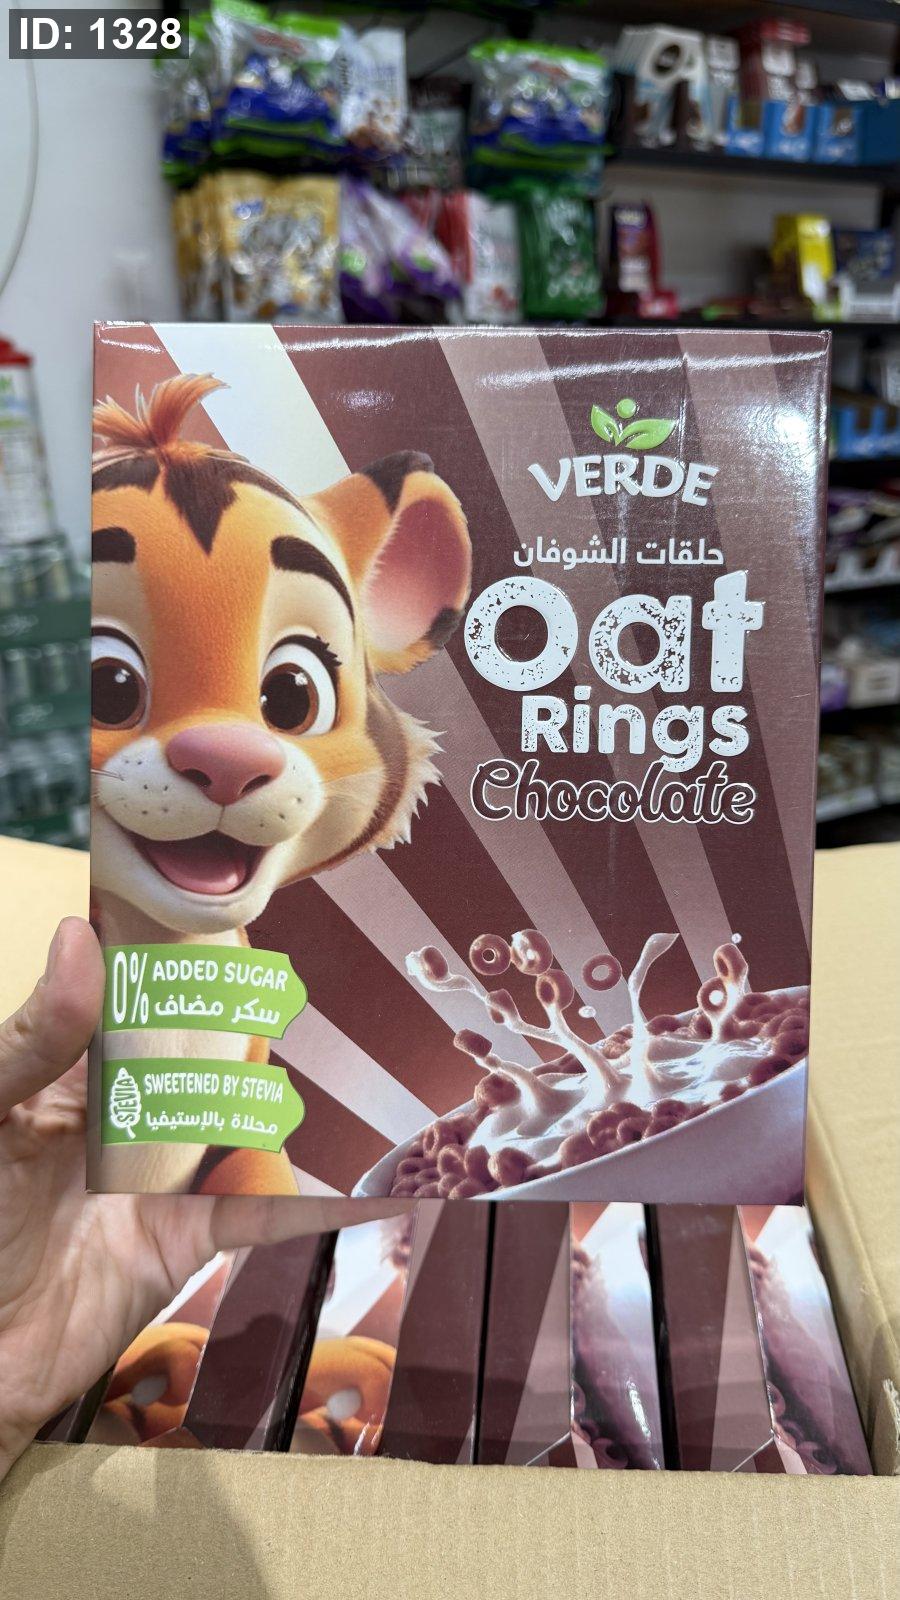 ID: 1328
VERDE
حلقات الشوفان
Oat
Rings
Chocolate
0% ADDED SUGAR
سكر مضاف
STEVIA
SWEETENED BY STEVIA
محلاة بالإستيفيا